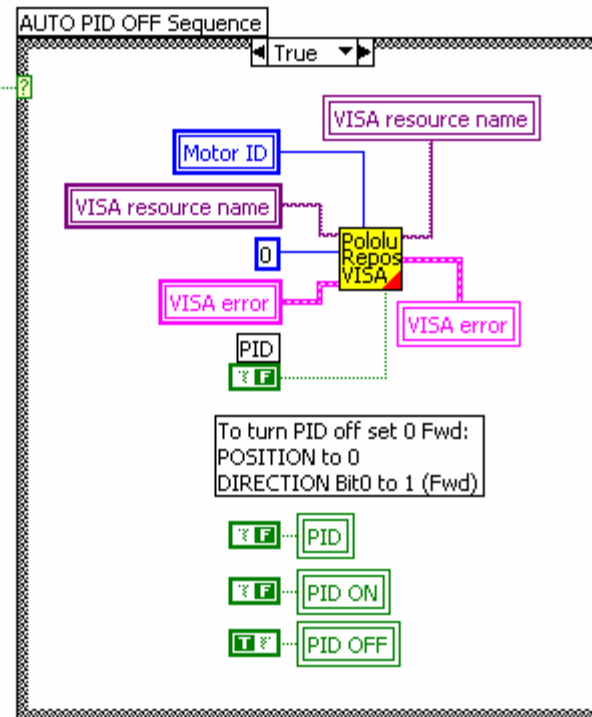 AUTO PID OFF Sequence
True
?
VISA resource name
Motor ID
VISA resource name
0
Pololu
Repos
VISA
VISA error
VISA error
PID
F
To turn PID off set 0 Fwd:
POSITION to 0
DIRECTION Bit0 to 1 (Fwd)
F
PID
F
PID ON
T
PID OFF